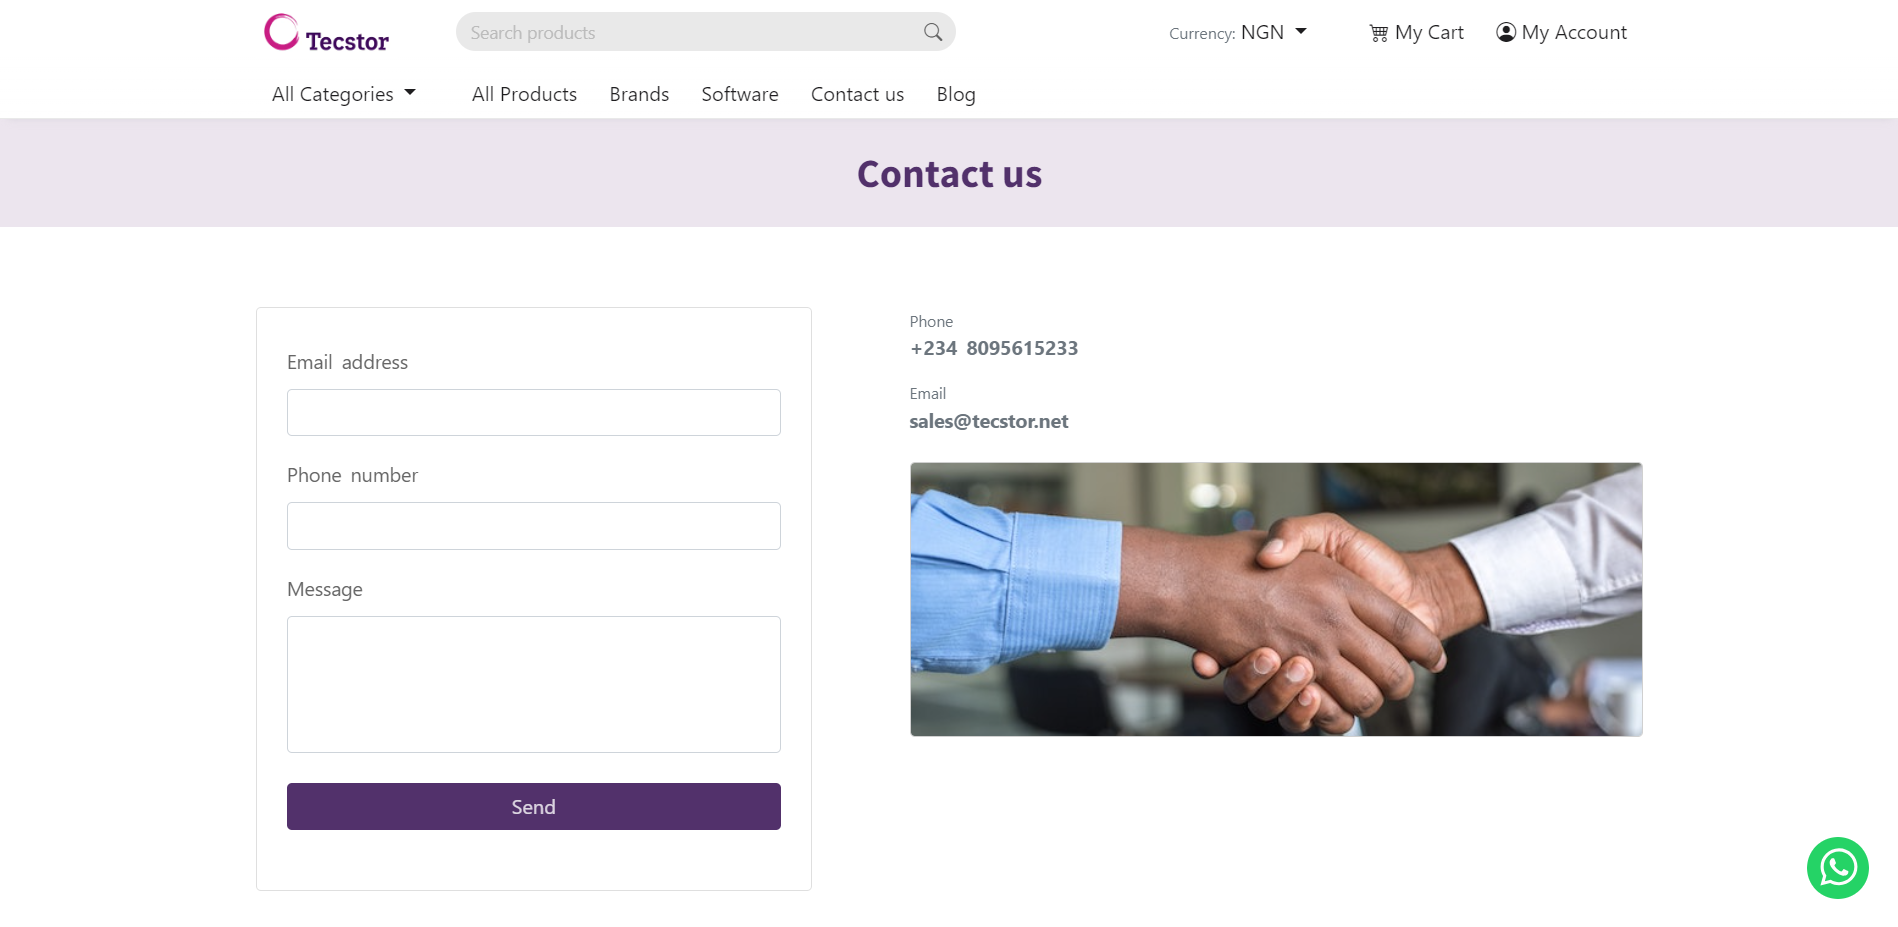 Tecstor
Search products
Currency: NGN
My Cart
My Account
All Categories
All Products
Brands
Software
Contact us
Blog
Contact us
Email address
Phone number
Message
Send
Phone
+234 8095615233
Email
sales@tecstor.net